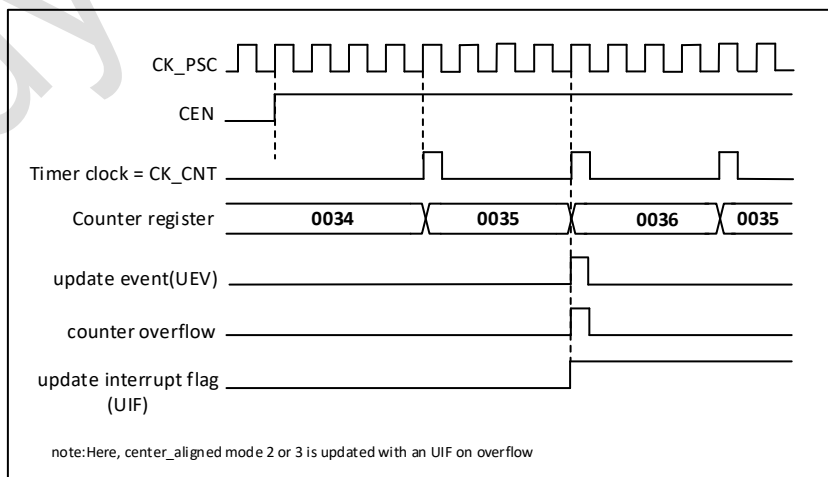 CK_PSC
CEN
Timer clock = CK_CNT
Counter register 0034 0035 0036 0035
update event(UEV)
counter overflow
update interrupt flag
(UIF)
note:Here, center_aligned mode 2 or 3 is updated with an UIF on overflow